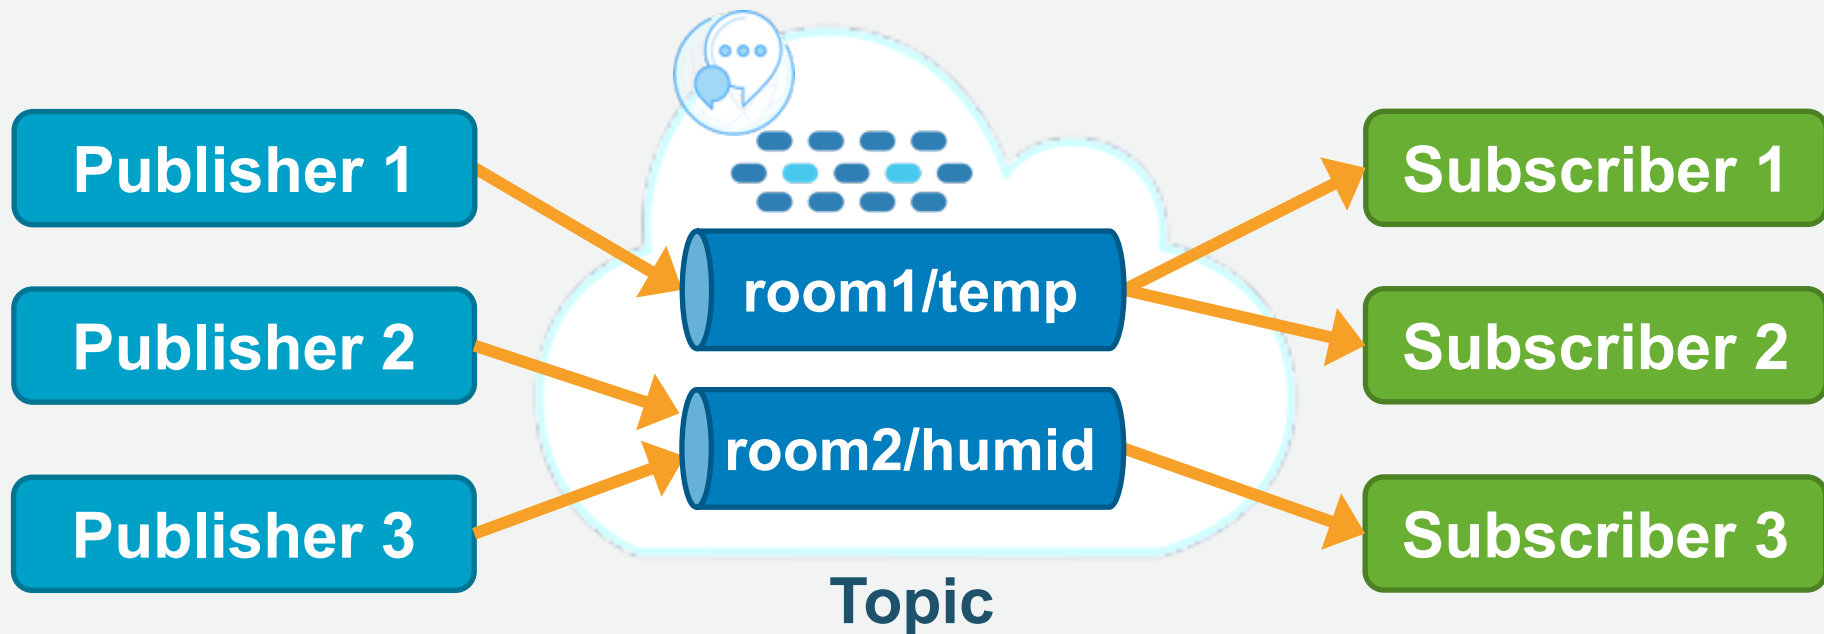 Publisher 1
Publisher 2
Publisher 3
room1/temp
room2/humid
Topic
Subscriber 1
Subscriber 2
Subscriber 3